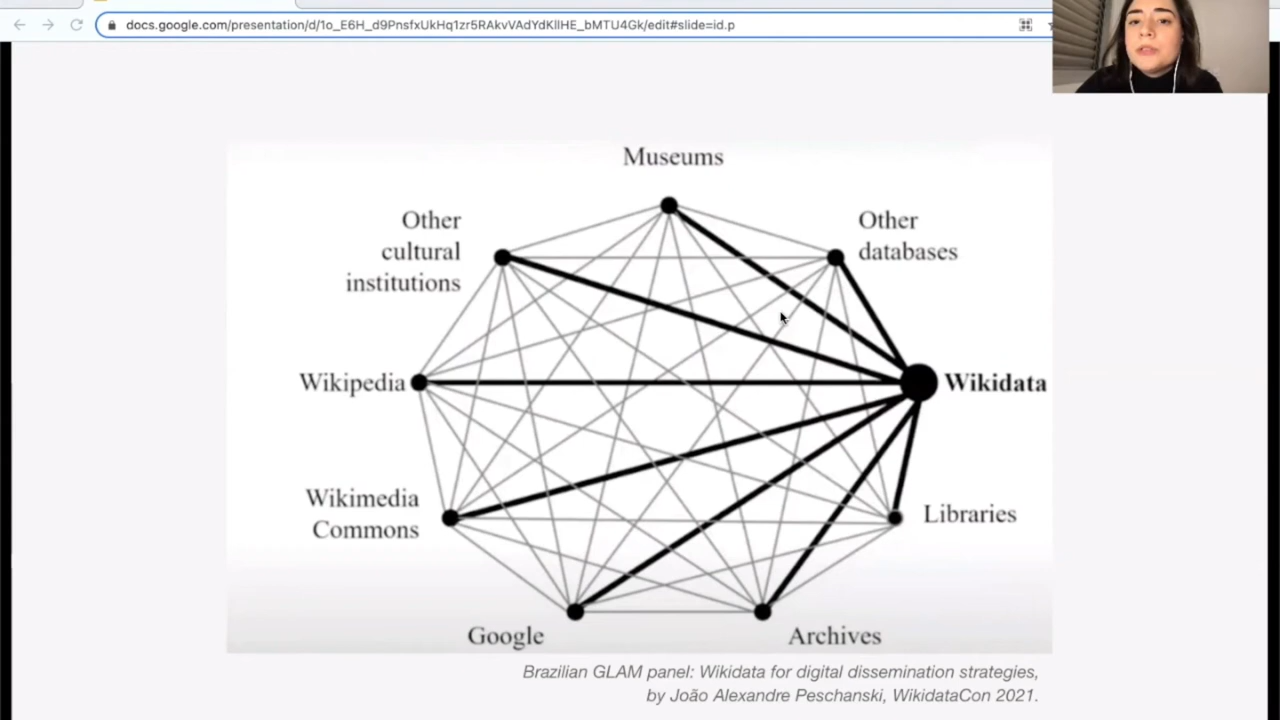 docs.google.com/presentation/d/1o_E6H_d9PnsfxUkHq1zr5RAkvVAdYdKIlHE_bMTU4Gk/edit#slide=id.p
Museums
Other
cultural
institutions
Other
databases
Wikipedia
Wikidata
Wikimedia
Commons
Libraries
Google
Archives
Brazilian GLAM panel: Wikidata for digital dissemination strategies,
by João Alexandre Peschanski, WikidataCon 2021.